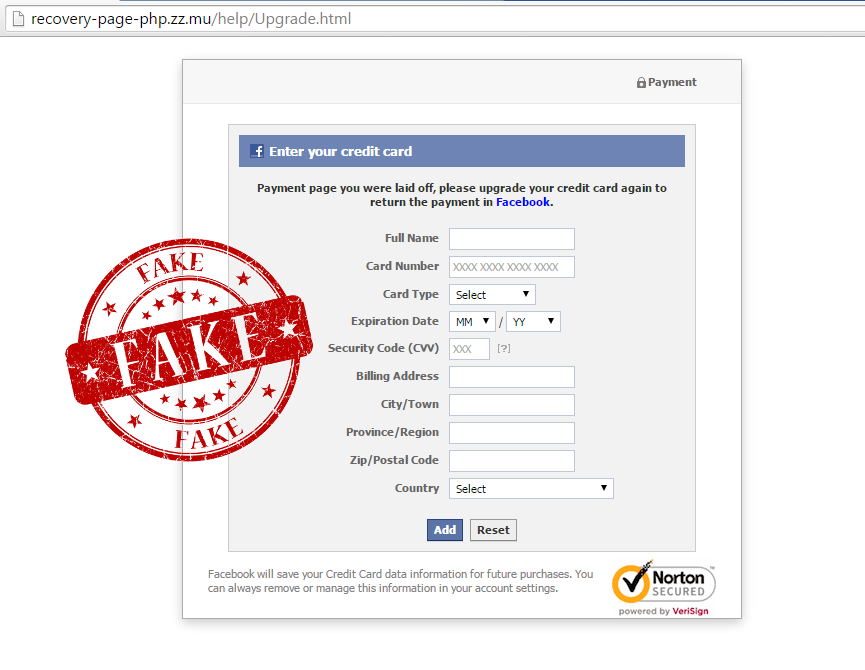 recovery-page-php.zz.mu/help/Upgrade.html
Payment
f Enter your credit card
Payment page you were laid off, please upgrade your credit card again to
return the payment in Facebook.
Full Name
Card Number XXXX XXXX XXXX XXXX
Card Type Select
Expiration Date MM / YY
Security Code (CVV) XXX [?]
Billing Address
City/Town
Province/Region
Zip/Postal Code
Country Select
Add Reset
FAKE
FAKE
FAKE
Facebook will save your Credit Card data information for future purchases. You
can always remove or manage this information in your account settings.
Norton™
SECURED
powered by VeriSign